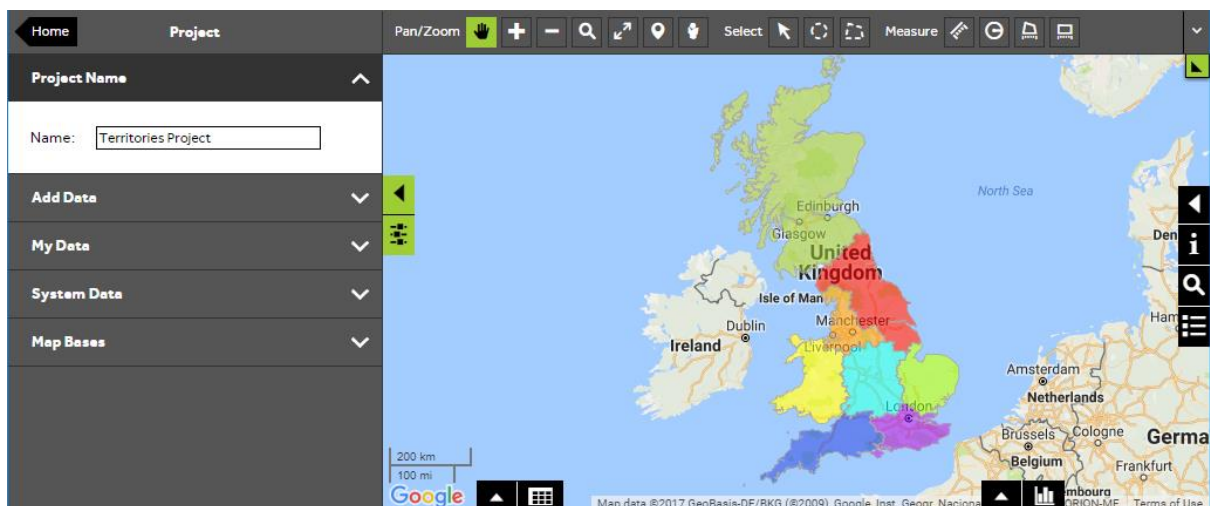 Home
Project
Pan/Zoom
Select
Measure
Project Name
Name: Territories Project
Add Data
My Data
System Data
Map Bases
North Sea
Edinburgh
Glasgow
United
Kingdom
Isle of Man
Manchester
Dublin
Ireland
Liverpool
London
Den
Ham
Amsterdam
Netherlands
Brussels
Cologne
Germa
Belgium
Frankfurt
200 km
100 mi
Google
Map data ©2017 GeoBasis-DE/BKG (©2009), Google, Inst. Geogr. Naciona
mbourg
ORION-ME
Terms of Use